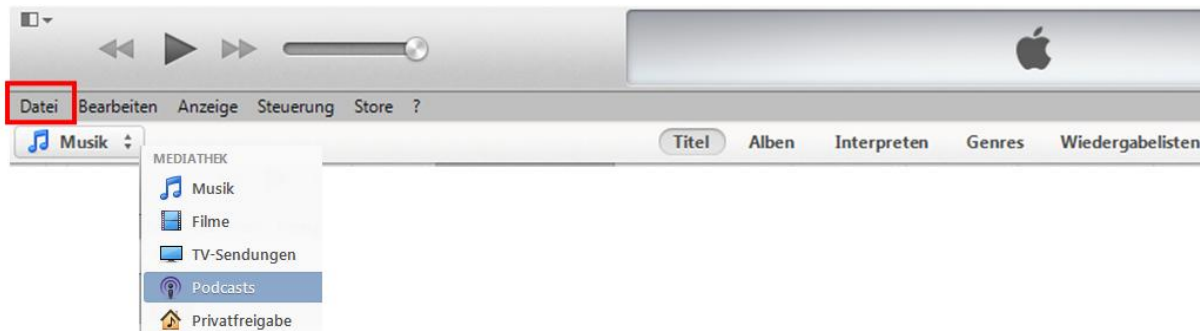 Datei Bearbeiten Anzeige Steuerung Store ?
Musik Titel Alben Interpreten Genres Wiedergabelisten
MEDIATHEK
Musik
Filme
TV-Sendungen
Podcasts
Privatfreigabe